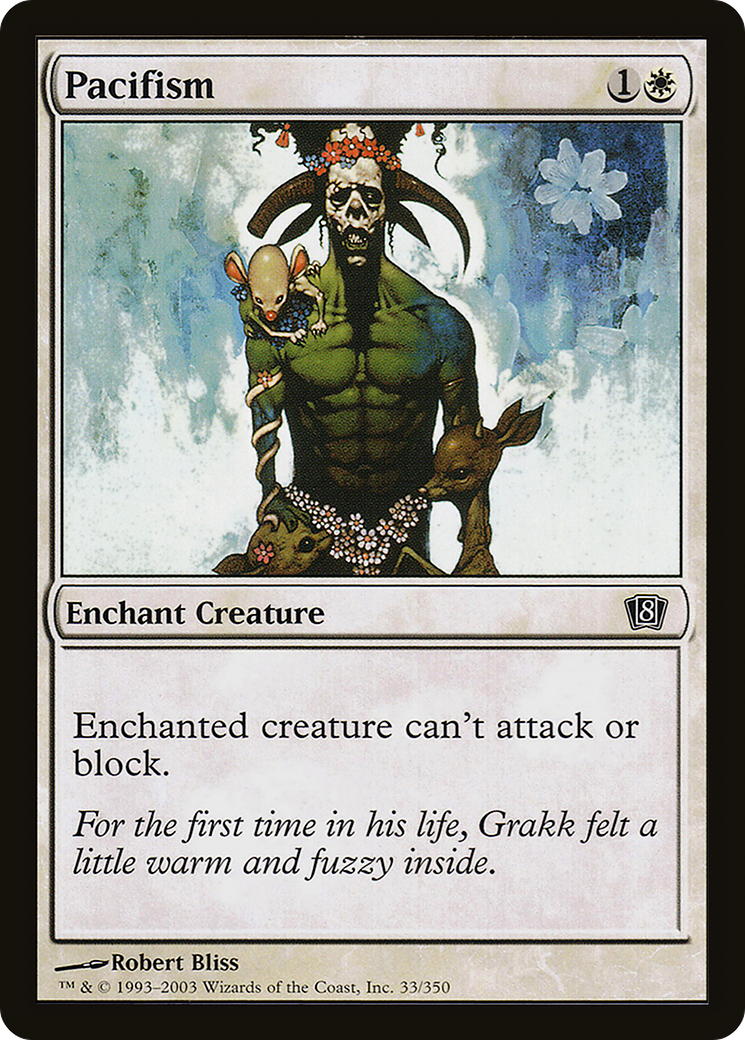 Pacifism
1
Enchant Creature
8
Enchanted creature can't attack or
block.
For the first time in his life, Grakk felt a
little warm and fuzzy inside.
Robert Bliss
™ & © 1993–2003 Wizards of the Coast, Inc. 33/350